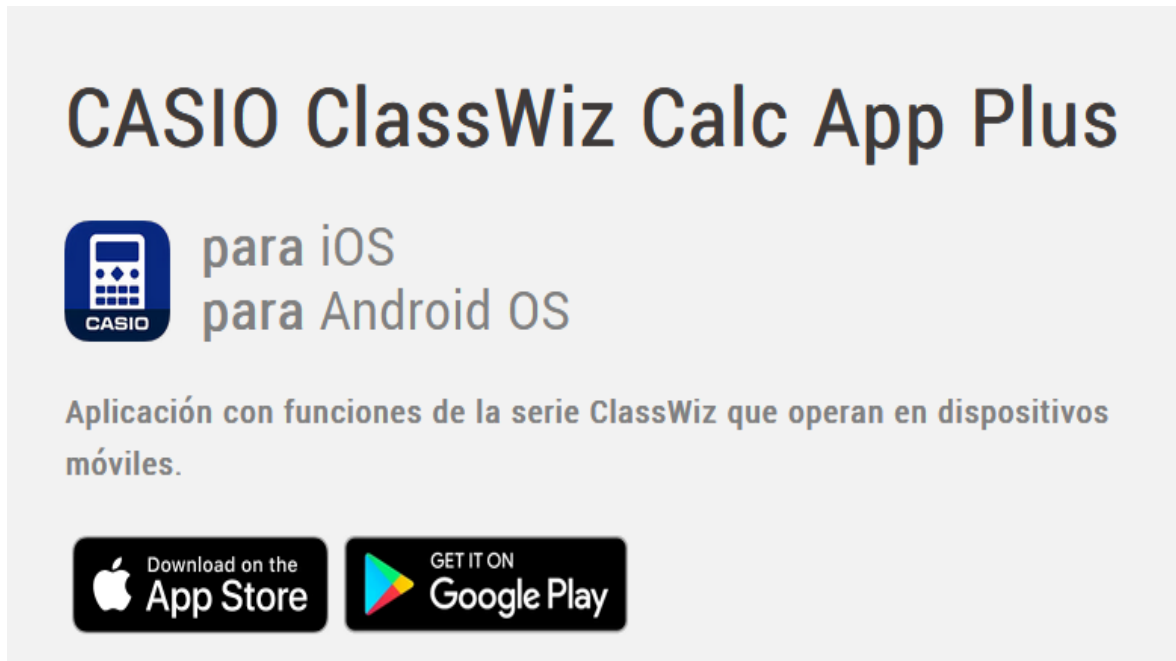 CASIO ClassWiz Calc App Plus
para iOS
para Android OS
CASIO
Aplicación con funciones de la serie ClassWiz que operan en dispositivos
móviles.
Download on the
App Store
GET IT ON
Google Play